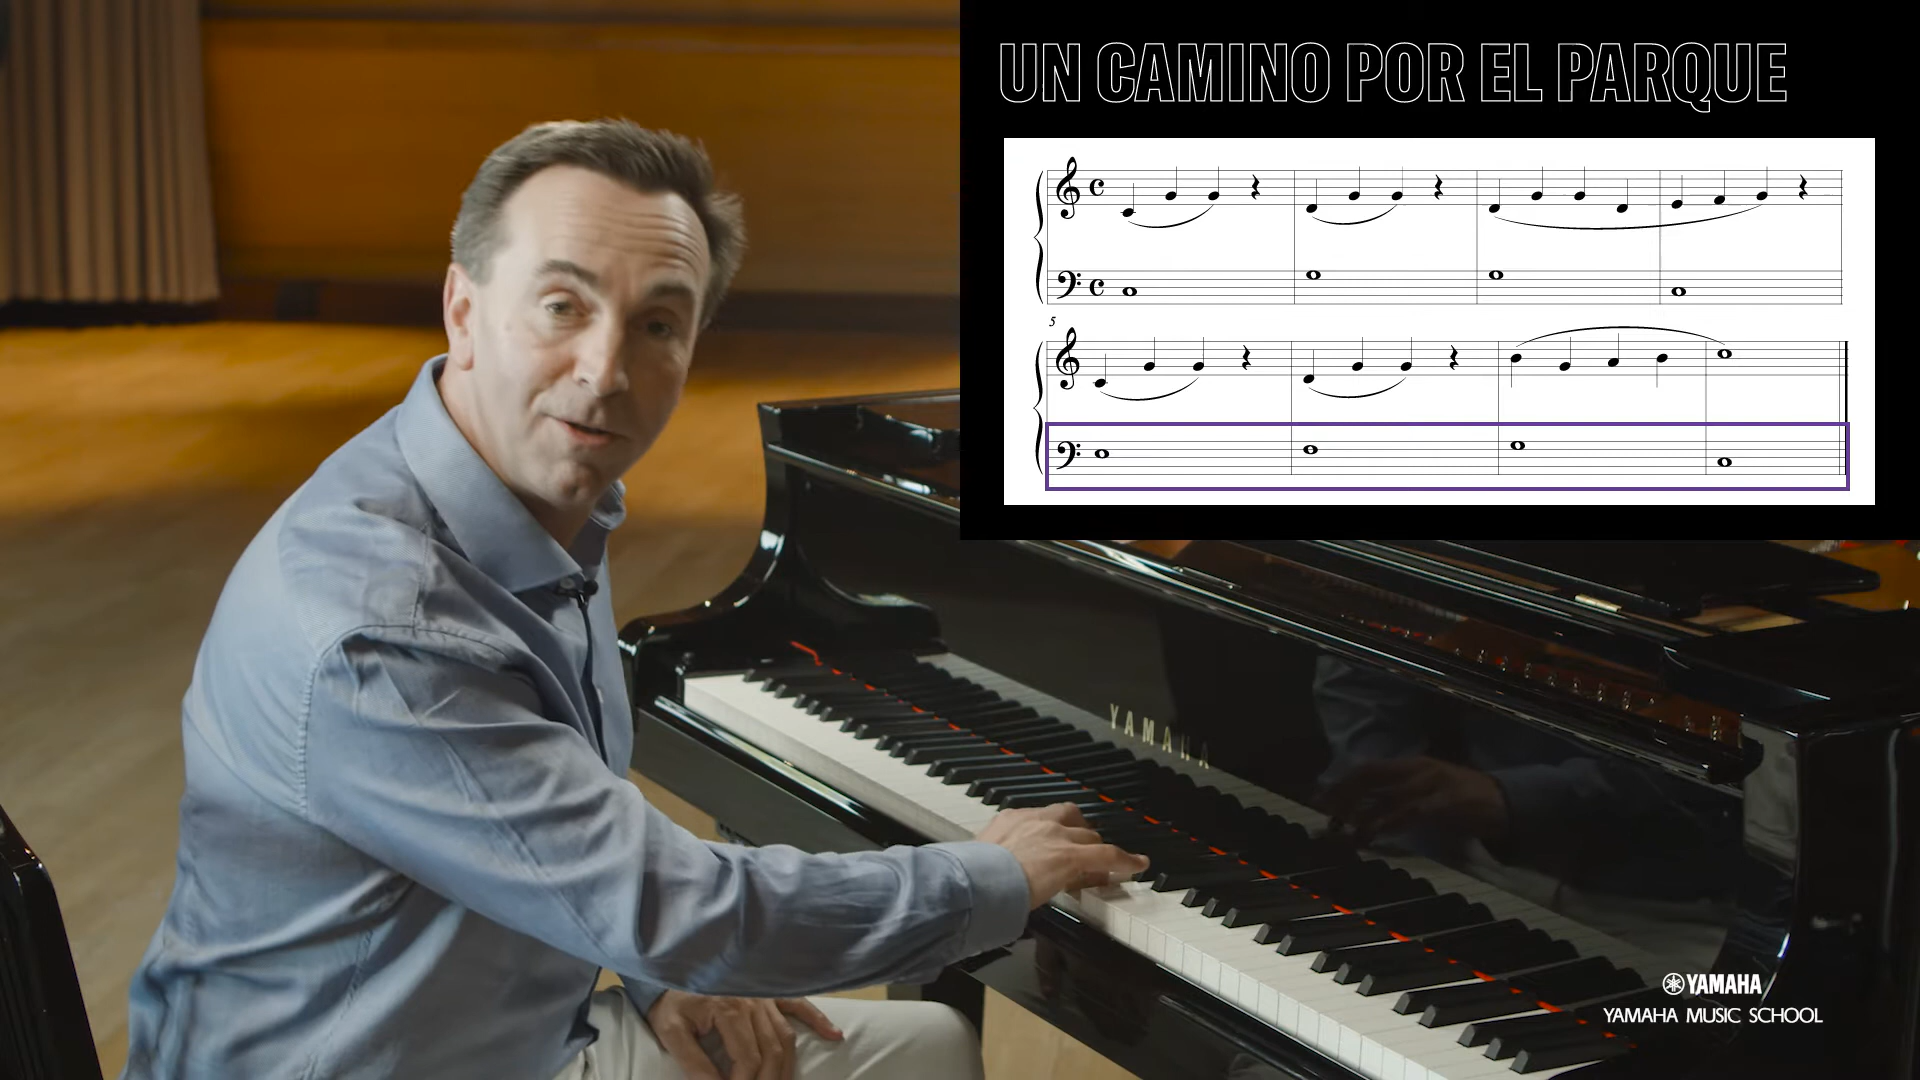 UN CAMINO POR EL PARQUE
5
YAMAHA
YAMAHA
YAMAHA MUSIC SCHOOL